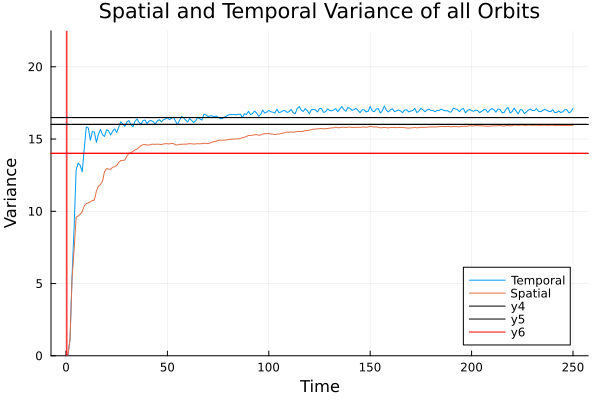 Spatial and Temporal Variance of all Orbits
Variance
20
15
10
5
0
0 50 100 150 200 250
Time
Temporal
Spatial
y4
y5
y6